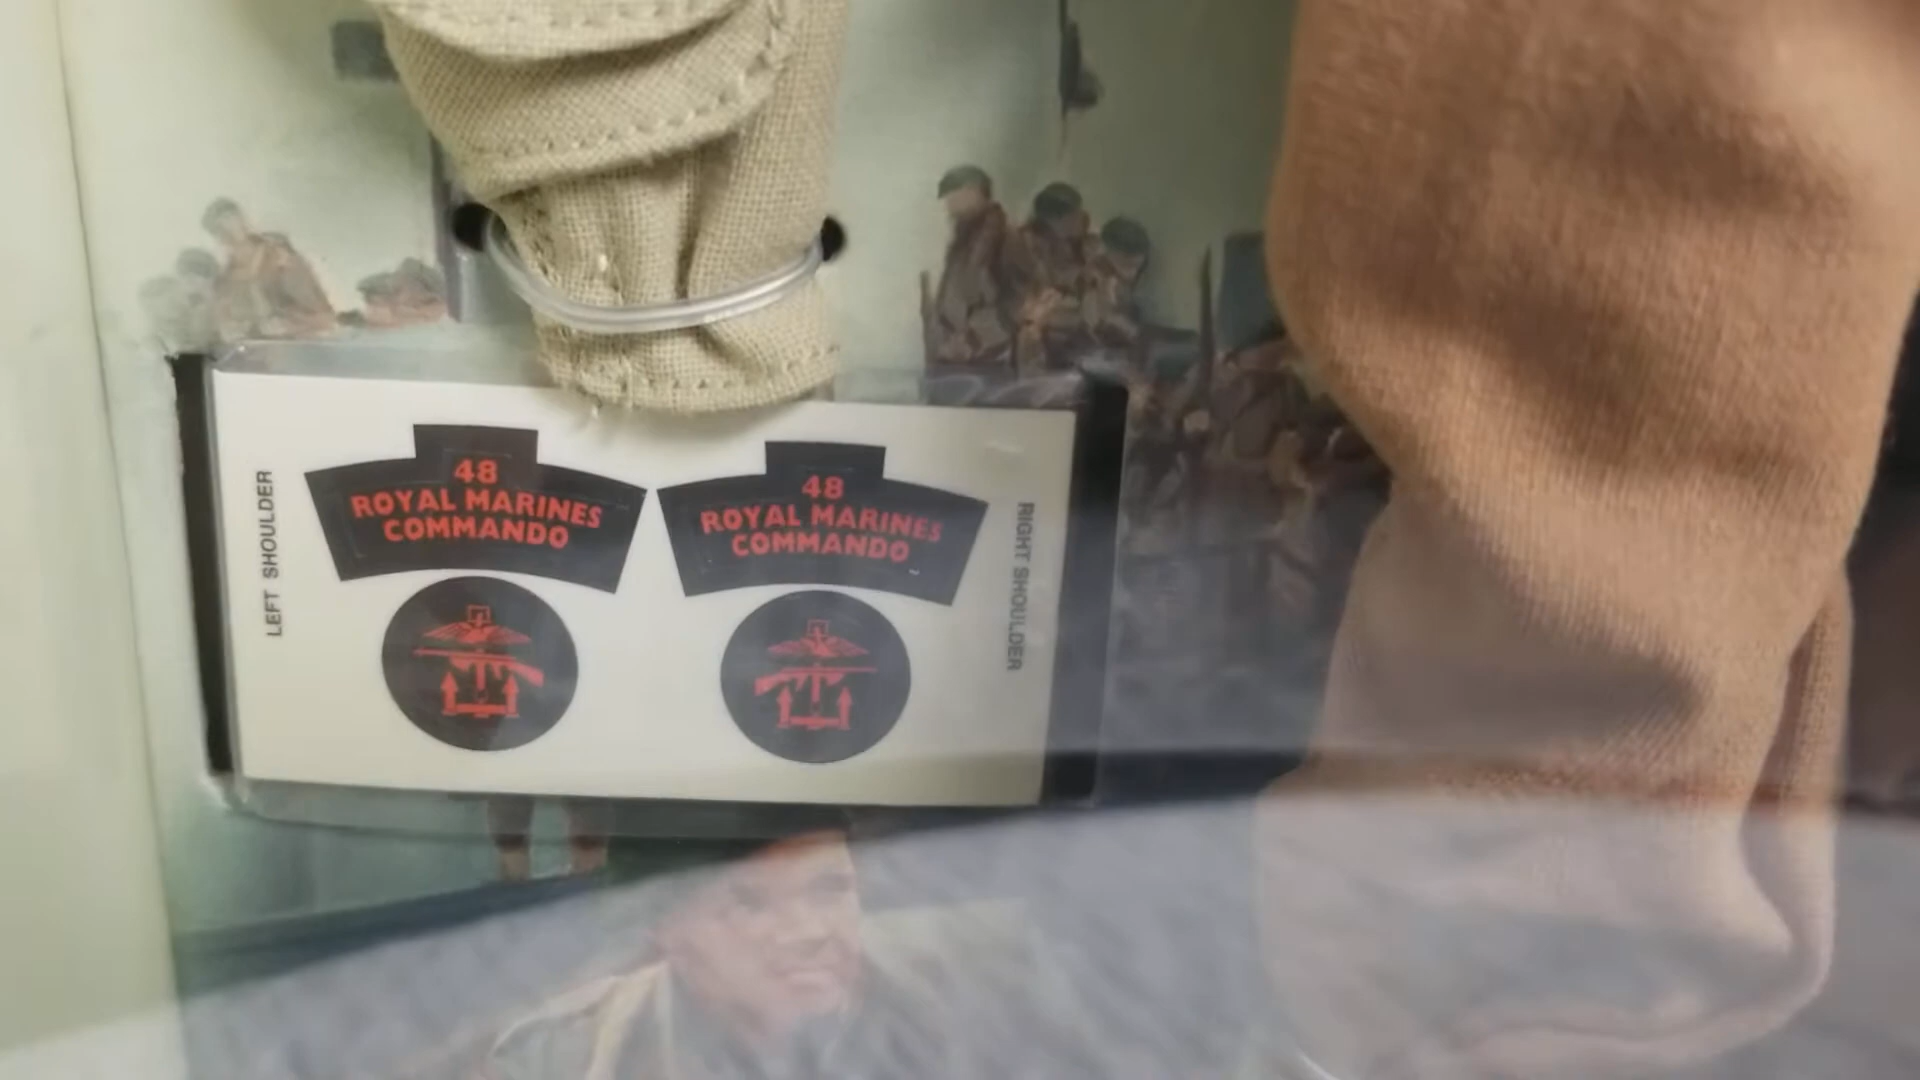 LEFT SHOULDER
48
ROYAL MARINES
COMMANDO
48
ROYAL MARINES
COMMANDO
RIGHT SHOULDER